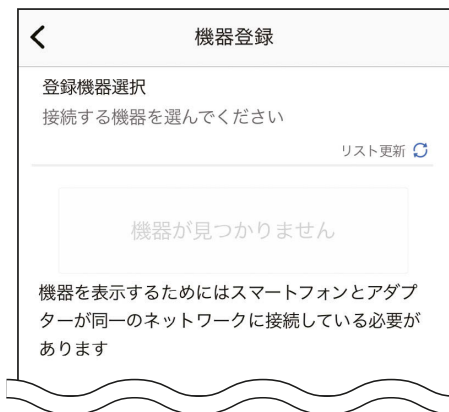 機器登録
登録機器選択
接続する機器を選んでください
リスト更新
機器が見つかりません
機器を表示するためにはスマートフォンとアダプ
ターが同一のネットワークに接続している必要が
あります